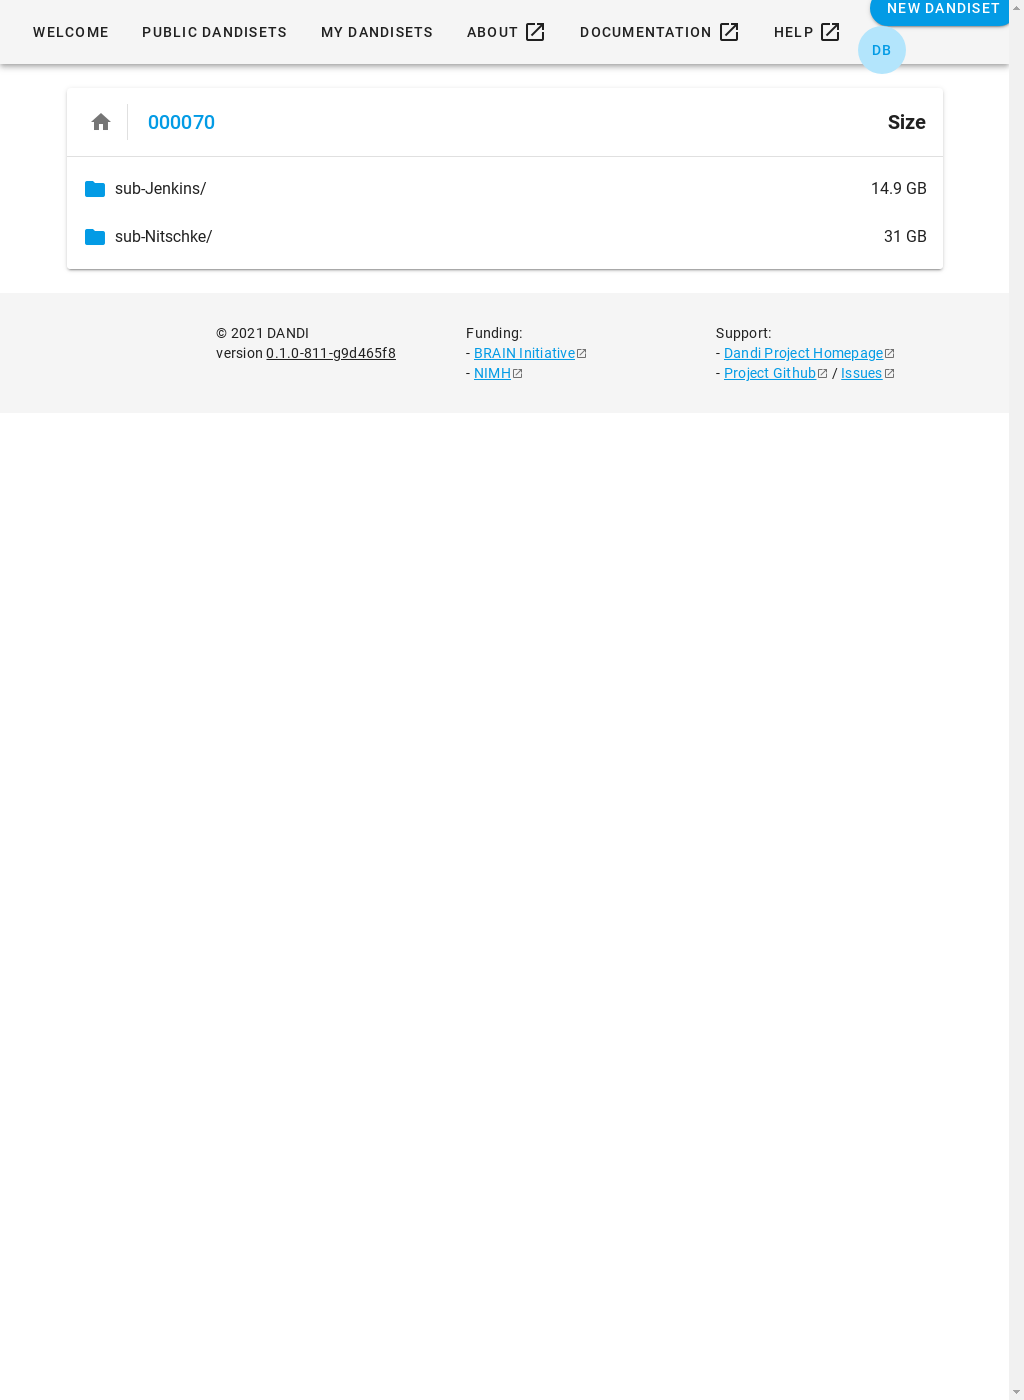 NEW DANDISET
WELCOME PUBLIC DANDISETS MY DANDISETS ABOUT DOCUMENTATION HELP
DB
000070 Size
sub-Jenkins/ 14.9 GB
sub-Nitschke/ 31 GB
© 2021 DANDI
version 0.1.0-811-g9d465f8
Funding:
- BRAIN Initiative
- NIMH
Support:
- Dandi Project Homepage
- Project Github / Issues